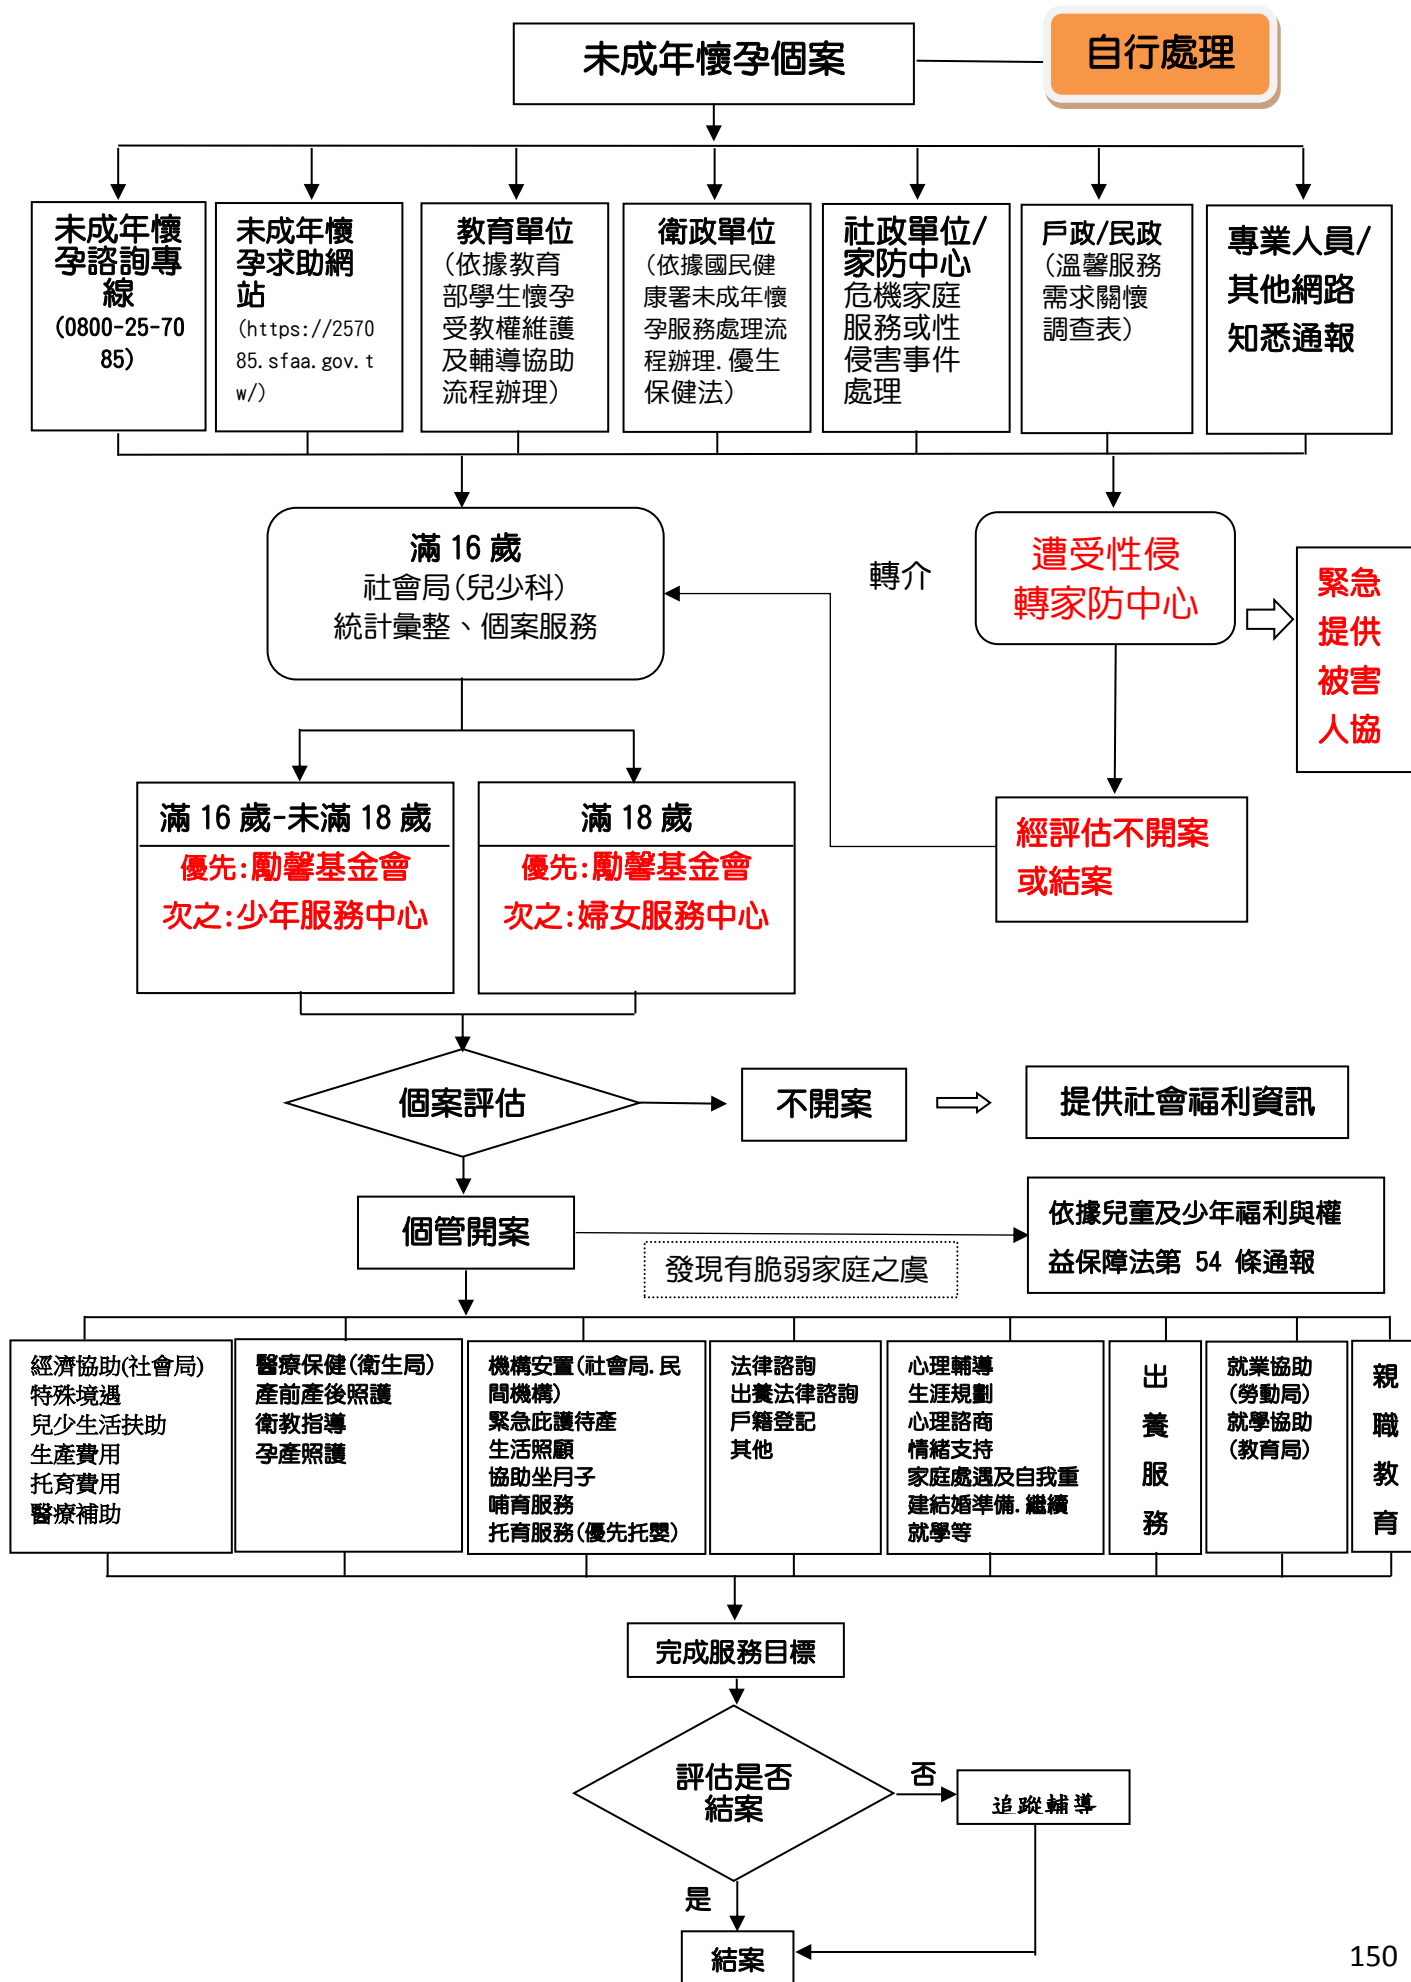 未成年懷孕個案
自行處理
未成年懷
孕諮詢專
線
(0800-25-70
85)
未成年懷
孕求助網
站
(https://2570
85.sfaa.gov.t
w/)
教育單位
(依據教育
部學生懷孕
受教權維護
及輔導協助
流程辦理)
衛政單位
(依據國民健
康署未成年懷
孕服務處理流
程辦理.優生
保健法)
社政單位/
家防中心
危機家庭
服務或性
侵害事件
處理
戶政/民政
(溫馨服務
需求關懷
調查表)
專業人員/
其他網路
知悉通報
滿 16 歲
社會局(兒少科)
統計彙整、個案服務
轉介
遭受性侵
轉家防中心
緊急
提供
被害
人協
滿 16 歲-未滿 18 歲
優先:勵馨基金會
次之:少年服務中心
滿 18 歲
優先:勵馨基金會
次之:婦女服務中心
經評估不開案
或結案
個案評估
不開案
提供社會福利資訊
個管開案
發現有脆弱家庭之虞
依據兒童及少年福利與權
益保障法第 54 條通報
經濟協助(社會局)
特殊境遇
兒少生活扶助
生產費用
托育費用
醫療補助
醫療保健(衛生局)
產前產後照護
衛教指導
孕產照護
機構安置(社會局.民
間機構)
緊急庇護待產
生活照顧
協助坐月子
哺育服務
托育服務(優先托嬰)
法律諮詢
出養法律諮詢
戶籍登記
其他
心理輔導
生涯規劃
心理諮商
情緒支持
家庭處遇及自我重
建結婚準備.繼續
就學等
出
養
服
務
就業協助
(勞動局)
就學協助
(教育局)
親
職
教
育
完成服務目標
評估是否
結案
否
追蹤輔導
是
結案
150